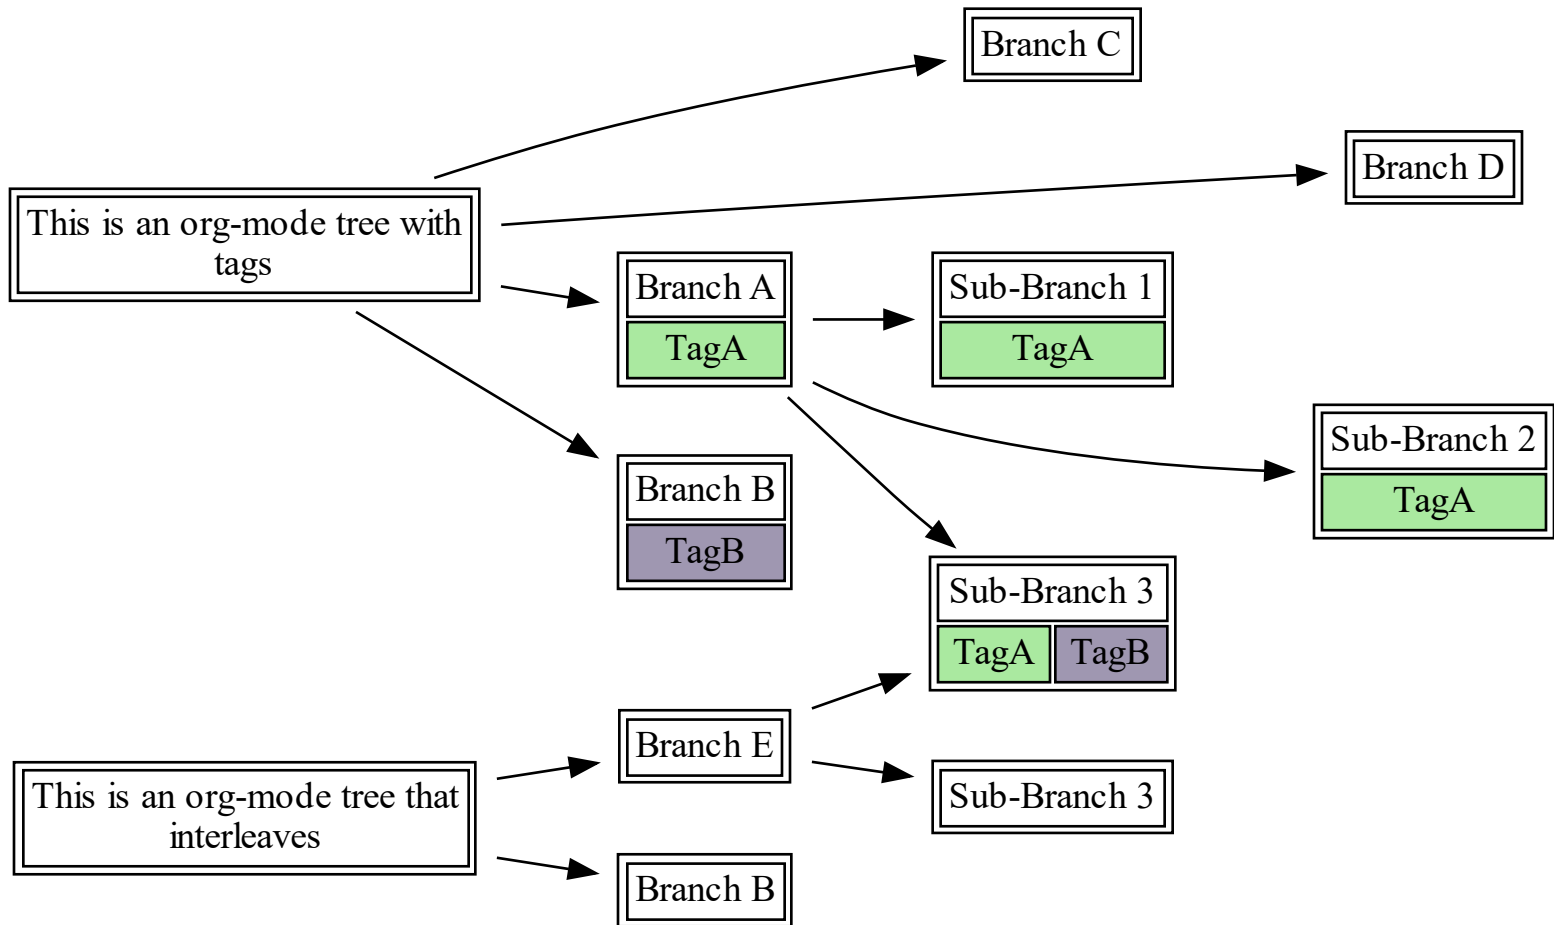 Branch C
Branch D
This is an org-mode tree with
tags
Branch A
TagA
Sub-Branch 1
TagA
Sub-Branch 2
TagA
Branch B
TagB
Sub-Branch 3
TagA TagB
Branch E
Sub-Branch 3
This is an org-mode tree that
interleaves
Branch B